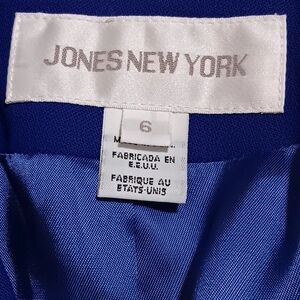 JONES NEW YORK
6
FABRICADA EN
E.E.U.U.
FABRIQUE AU
ETATS-UNIS